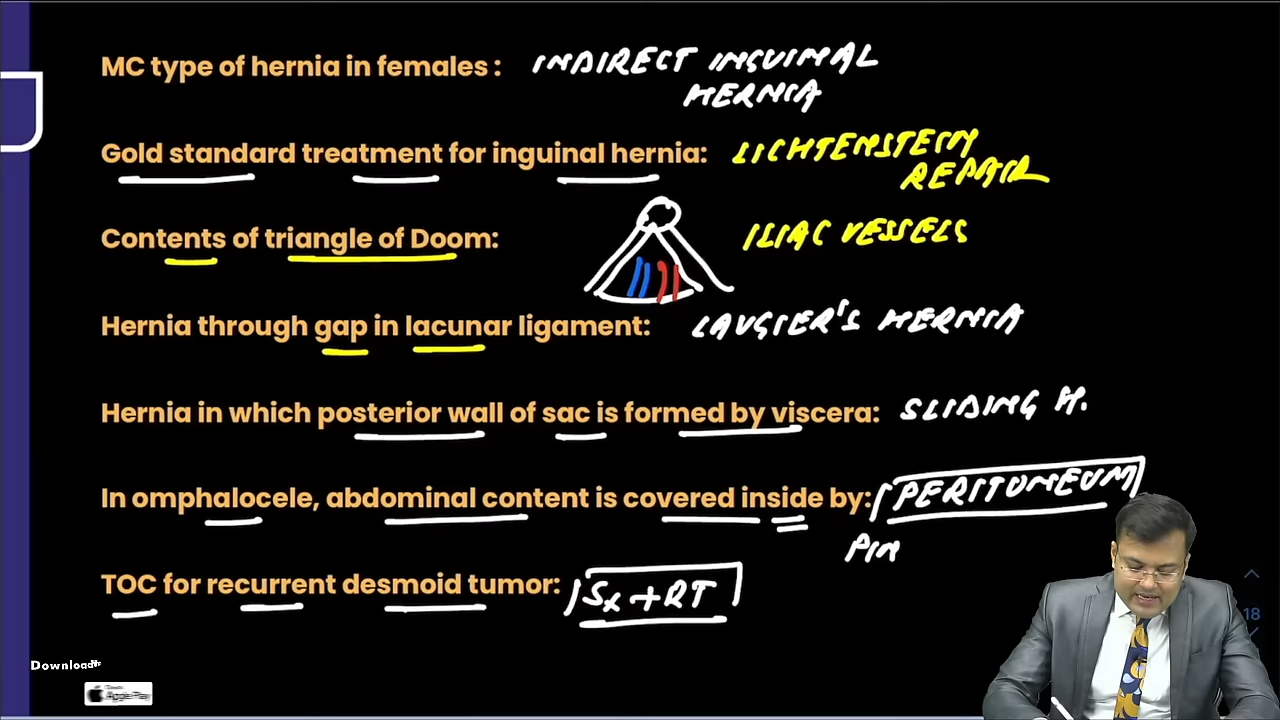 MC type of hernia in females : INDIRECT INGUINAL
HERNIA
Gold standard treatment for inguinal hernia: LICHTENSTEIN
REPAIR
Contents of triangle of Doom: ILIAC VESSELS
Hernia through gap in lacunar ligament: LAUGIER'S HERNIA
Hernia in which posterior wall of sac is formed by viscera: SLIDING H.
In omphalocele, abdominal content is covered inside by: PERITONEUM
PIM
TOC for recurrent desmoid tumor: Sx + RT
18
Download